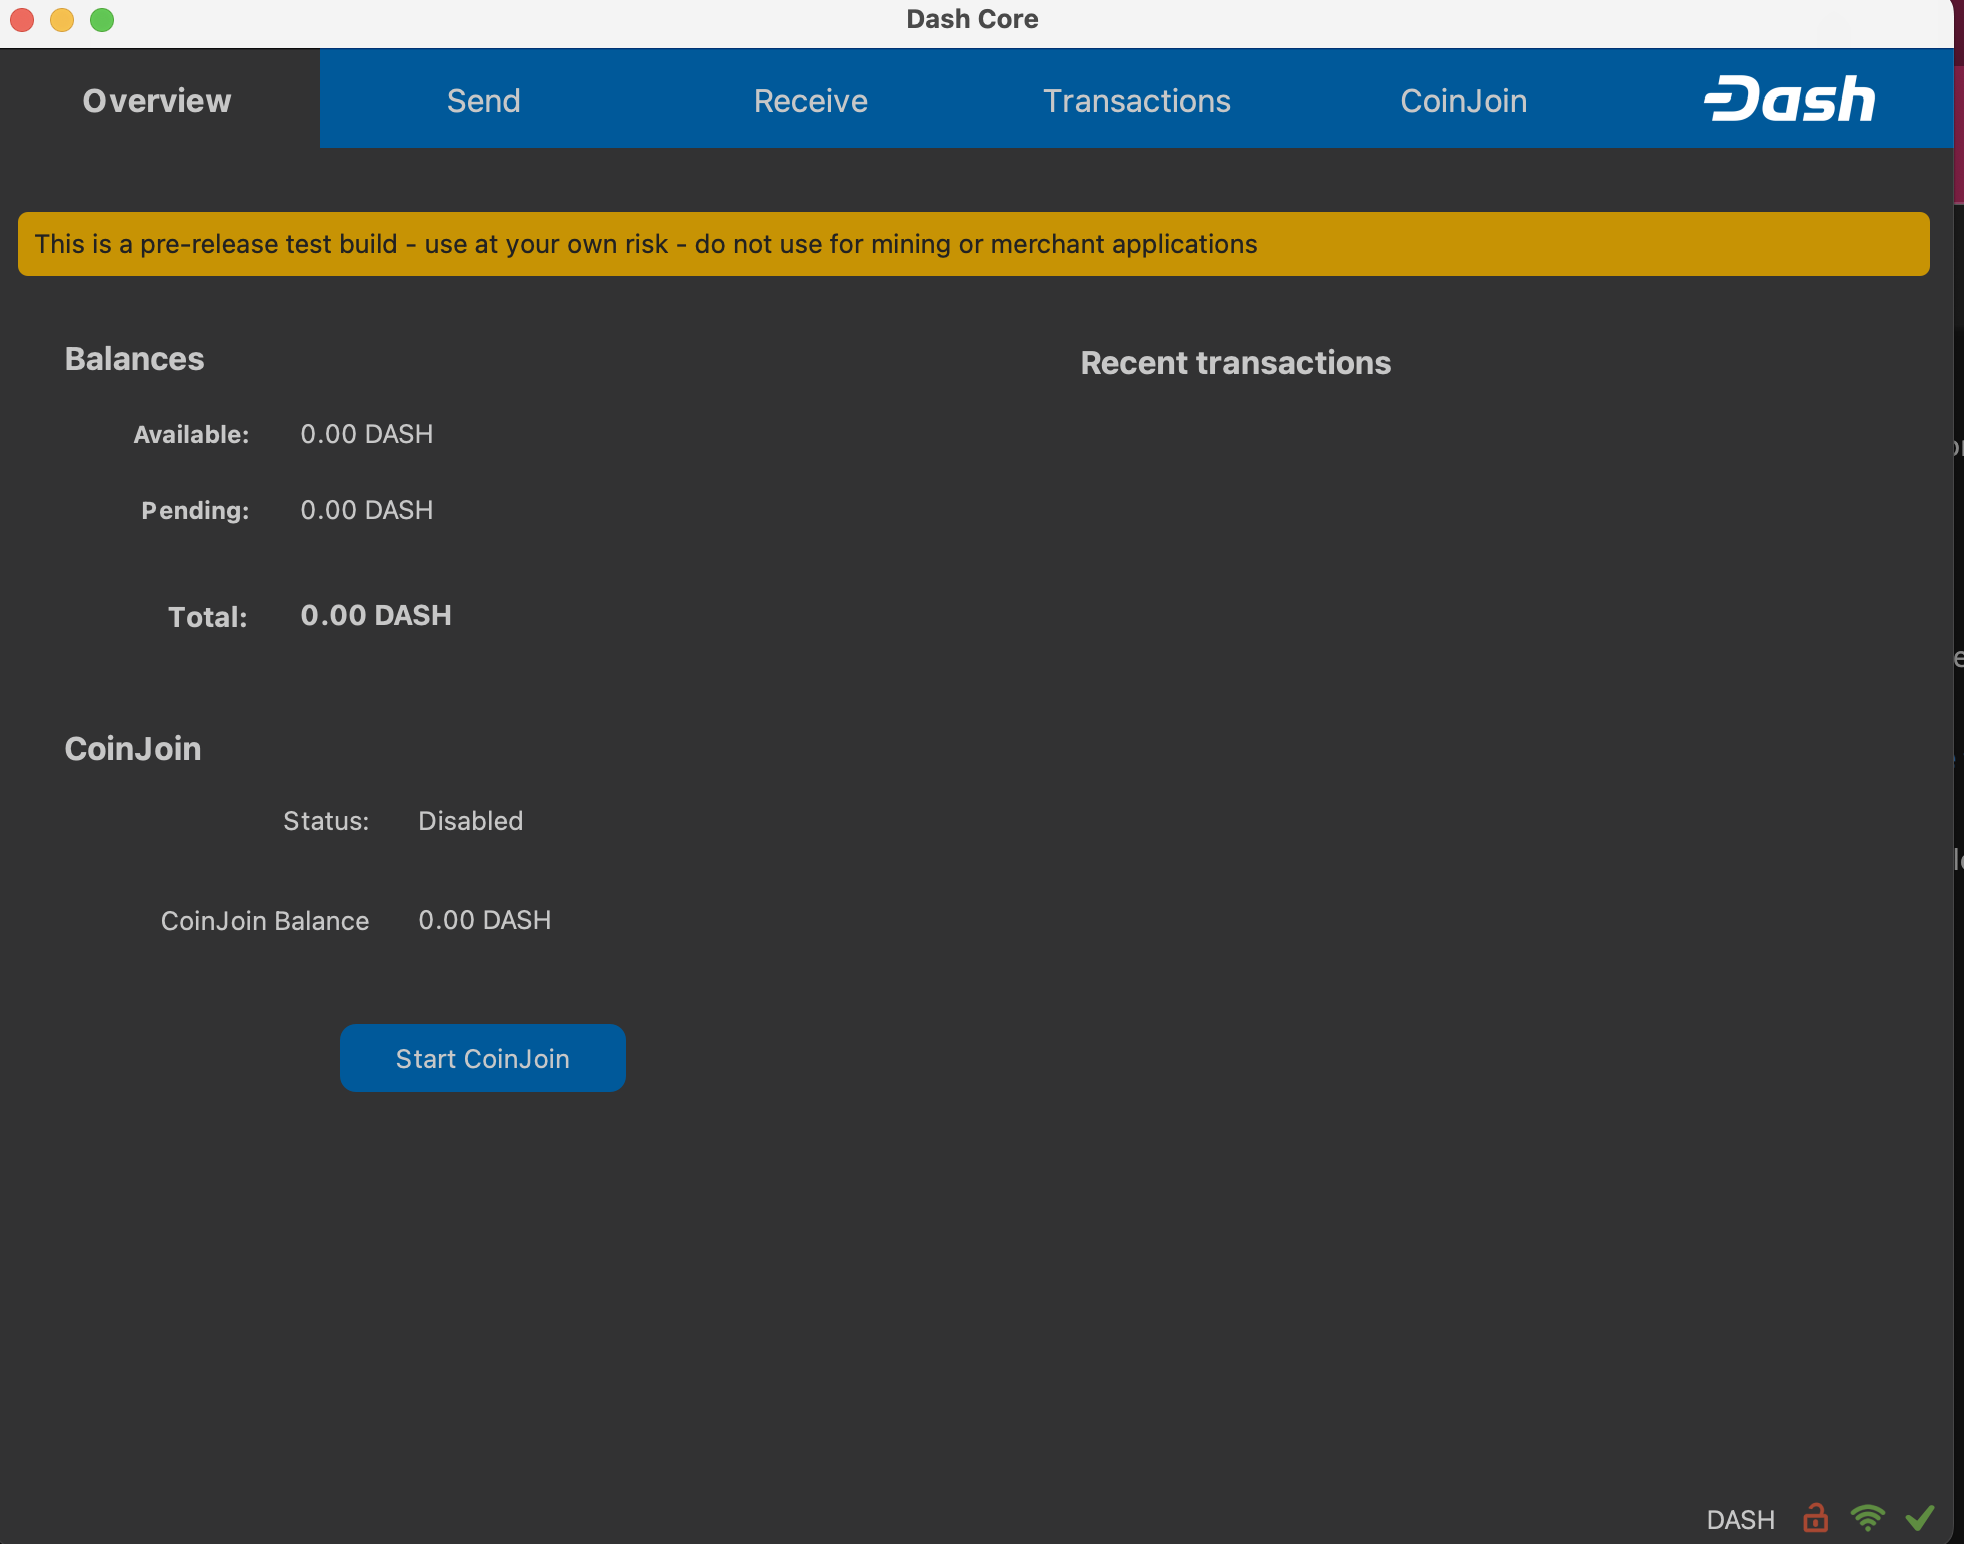 Dash Core
Overview
Send
Receive
Transactions
CoinJoin
Dash
This is a pre-release test build - use at your own risk - do not use for mining or merchant applications
Balances
Available: 0.00 DASH
Pending: 0.00 DASH
Total: 0.00 DASH
Recent transactions
CoinJoin
Status: Disabled
CoinJoin Balance 0.00 DASH
Start CoinJoin
DASH